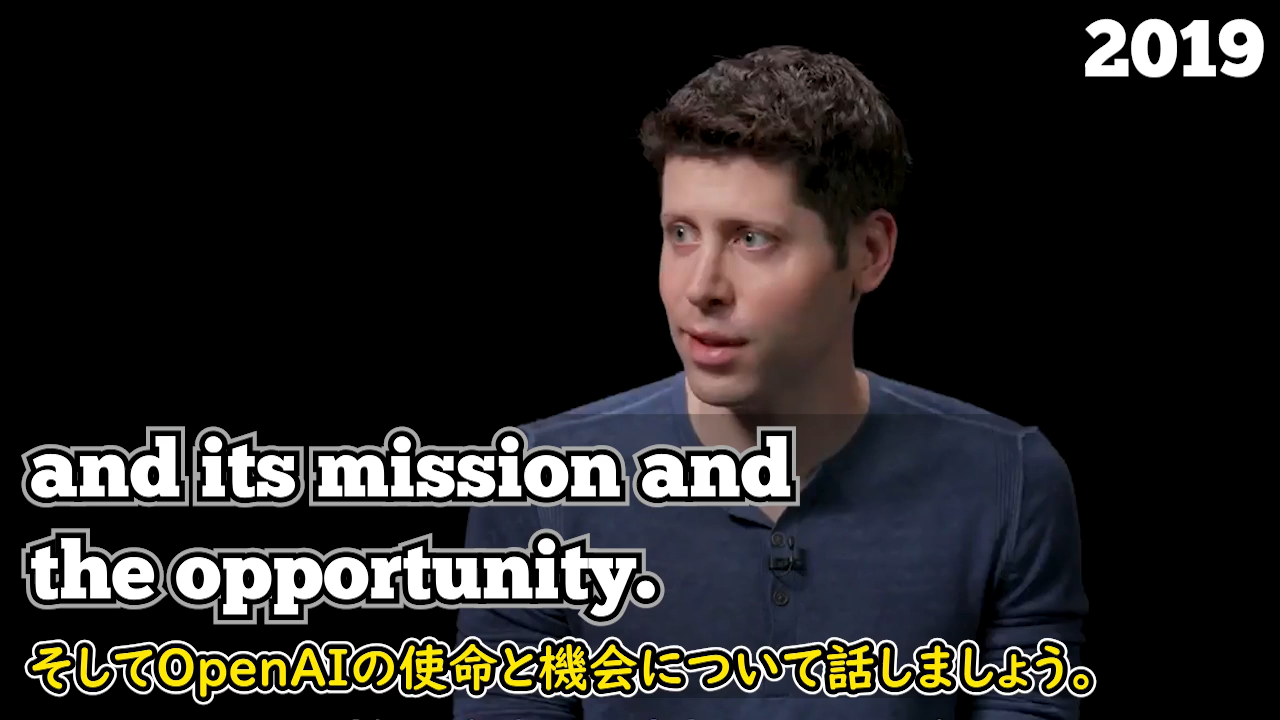 2019
and its mission and
the opportunity.
そしてOpenAIの使命と機会について話しましょう。